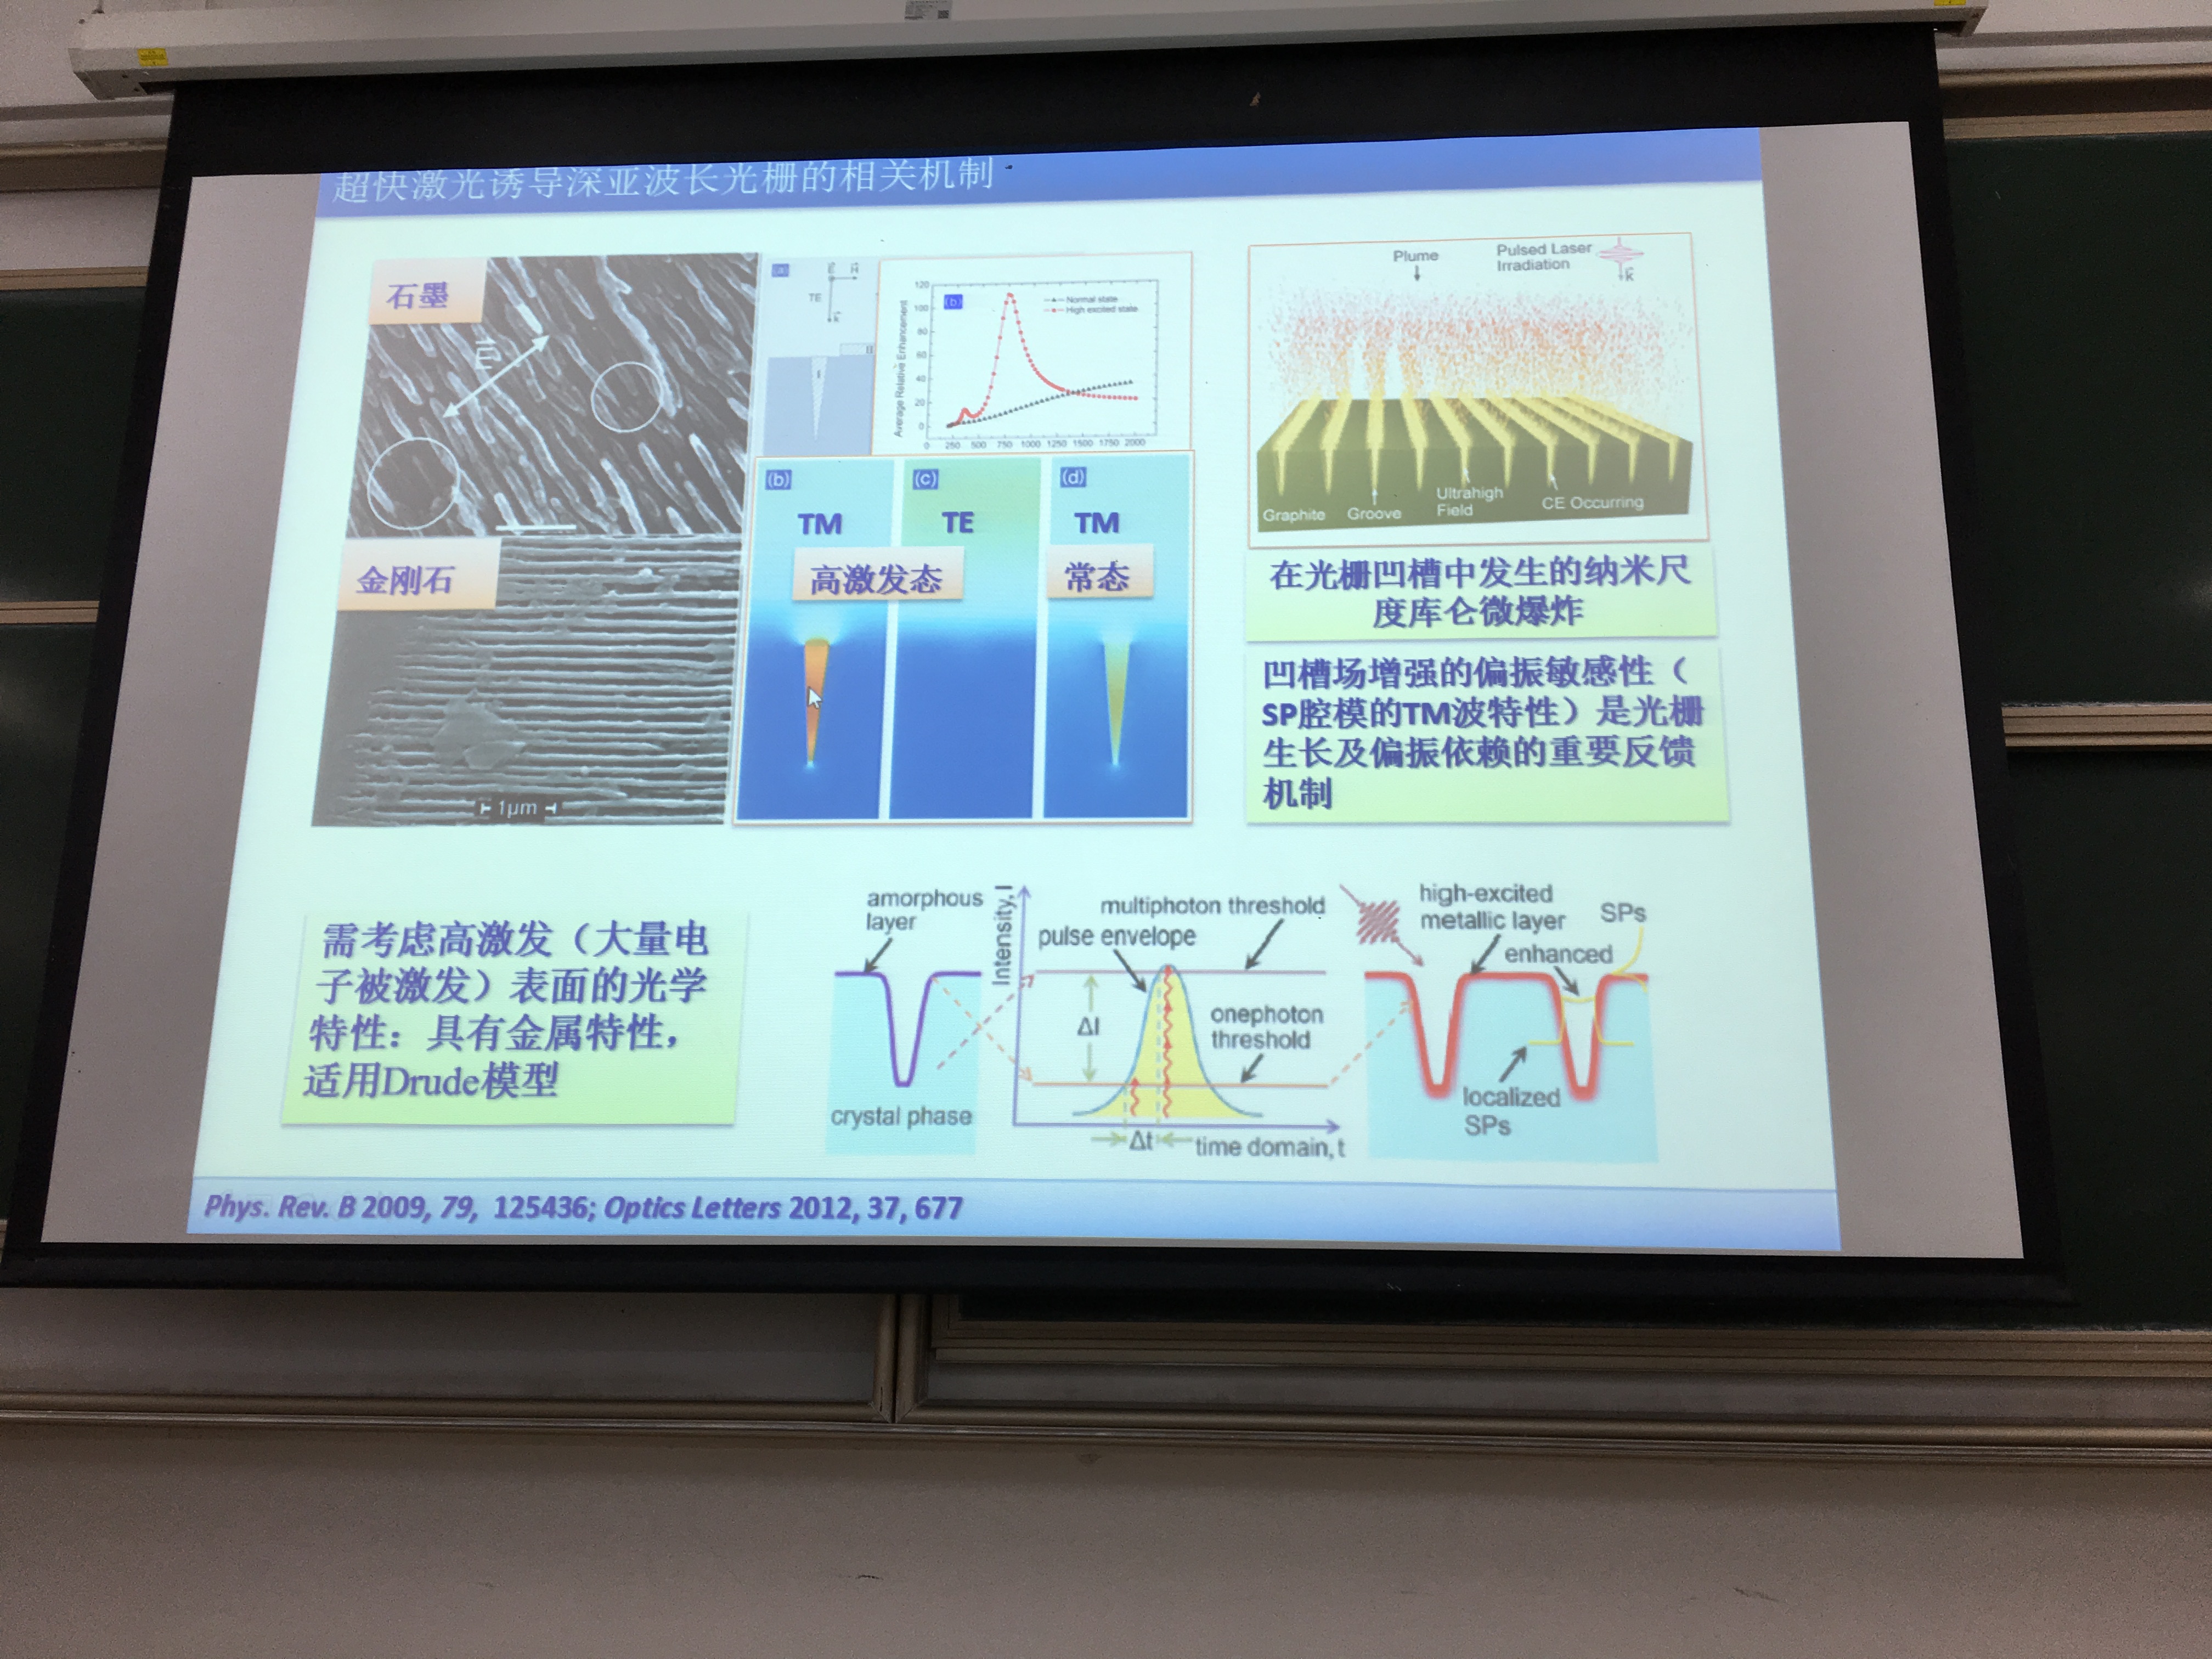 超快激光诱导深亚波长光栅的相关机制
石墨
E
金刚石
1μm
(a)
E
H
TE
k
I
(b)
Normal state
High excited state
Average Relative Enhancement
120
100
80
60
40
20
0
0 250 500 750 1000 1250 1500 1750 2000
(b)
(c)
(d)
TM
TE
TM
高激发态
常态
Plume
Pulsed Laser
Irradiation
k
Graphite
Groove
Ultrahigh
Field
CE Occurring
在光栅凹槽中发生的纳米尺
度库仑微爆炸
凹槽场增强的偏振敏感性（
SP腔模的TM波特性）是光栅
生长及偏振依赖的重要反馈
机制
需考虑高激发（大量电
子被激发）表面的光学
特性：具有金属特性，
适用Drude模型
amorphous
layer
crystal phase
Intensity, I
multiphoton threshold
pulse envelope
ΔI
onephoton
threshold
Δt
time domain, t
high-excited
metallic layer
SPs
enhanced
localized
SPs
Phys. Rev. B 2009, 79, 125436; Optics Letters 2012, 37, 677